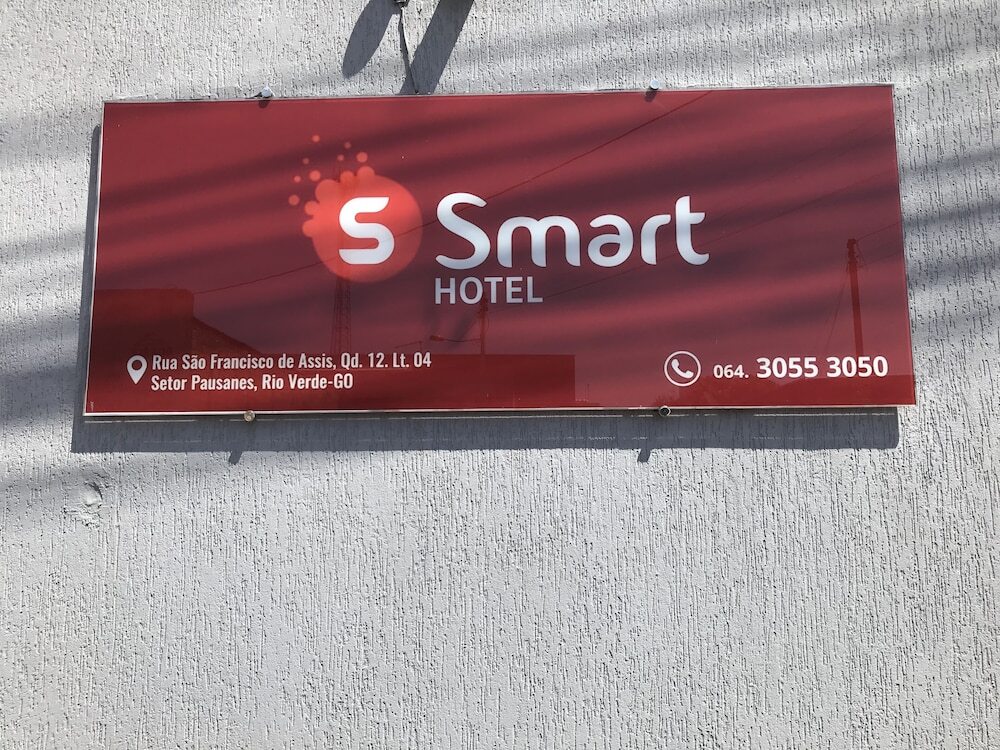 S Smart
HOTEL
Rua São Francisco de Assis, Qd. 12. Lt. 04
Setor Pausanes, Rio Verde-GO
064. 3055 3050